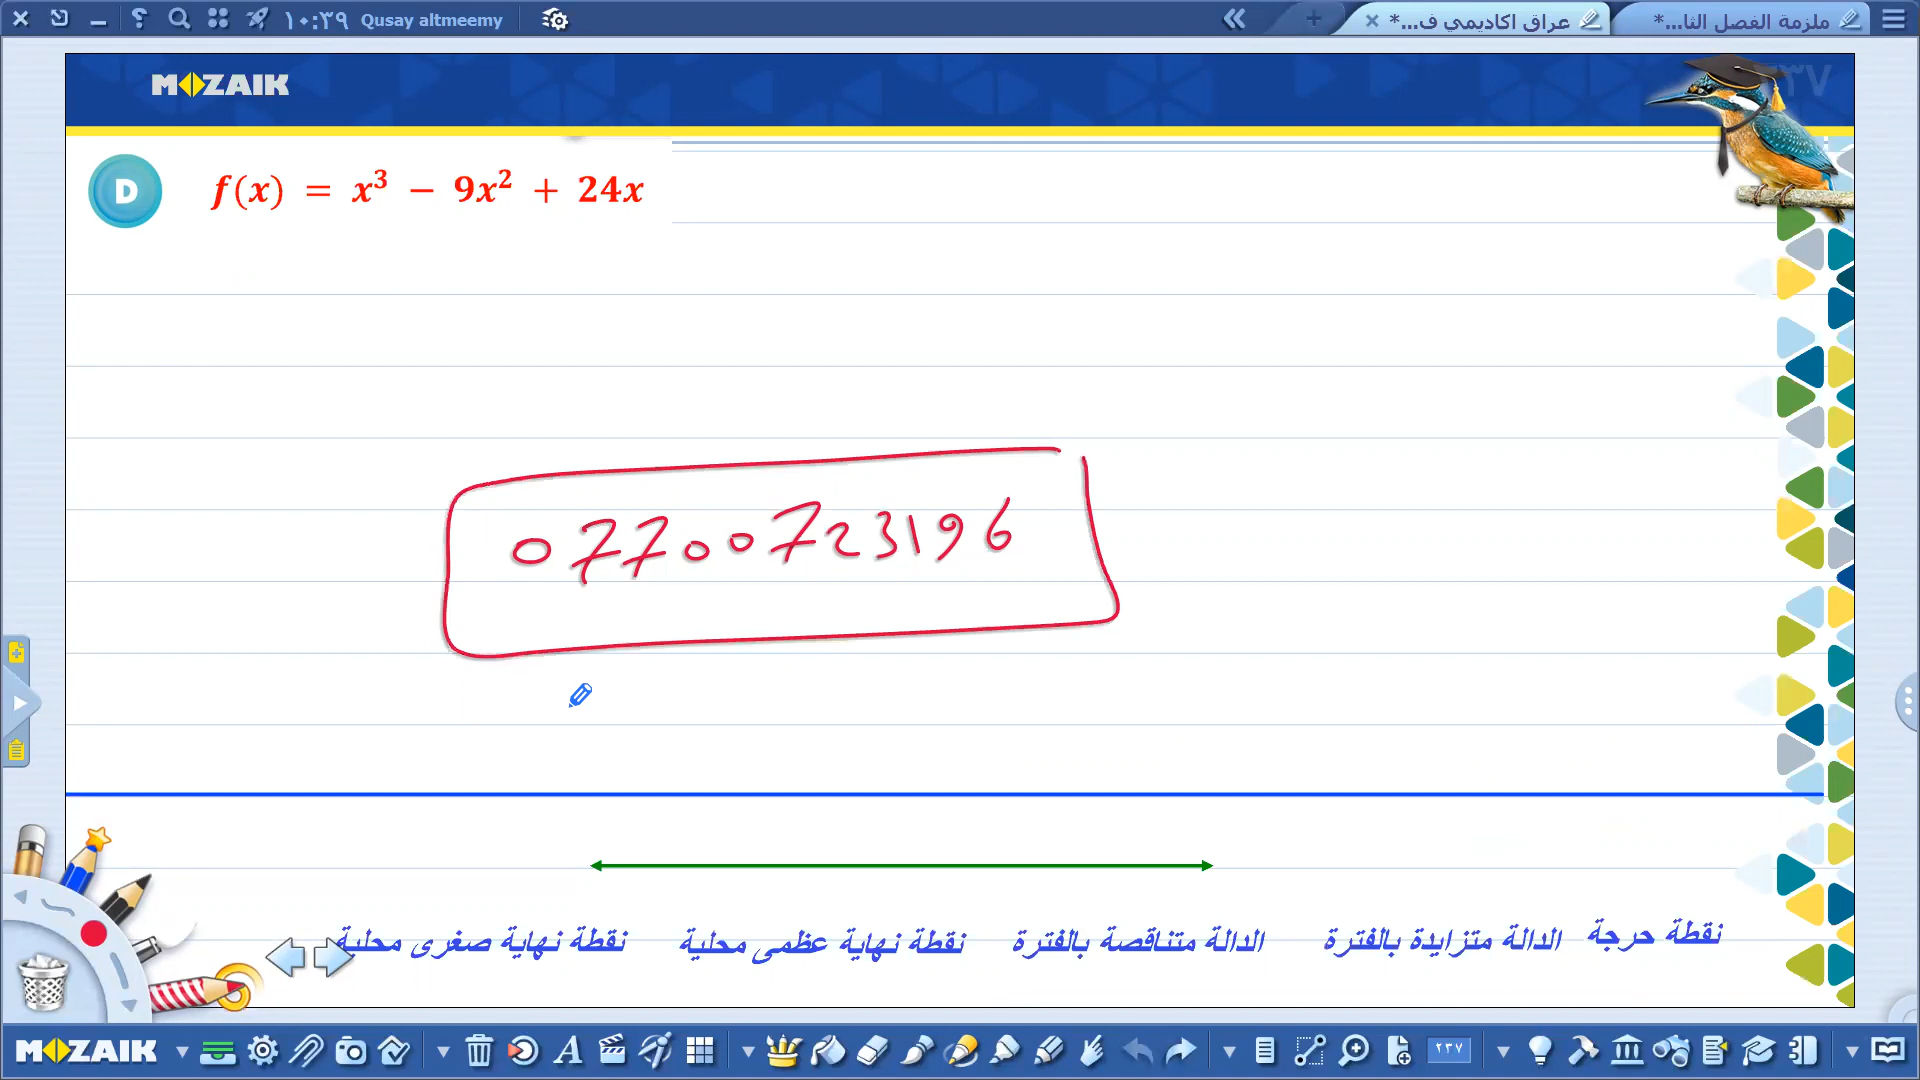 ١٠:٣٩ Qusay altmeemy
عراق اكاديمي ف...*
ملزمة الفصل الثا...*
MOZAIK
٢٣٧
D f(x) = x³ − 9x² + 24x
07700723196
نقطة حرجة الدالة متزايدة بالفترة الدالة متناقصة بالفترة نقطة نهاية عظمى محلية نقطة نهاية صغرى محلية
MOZAIK
٢٣٧